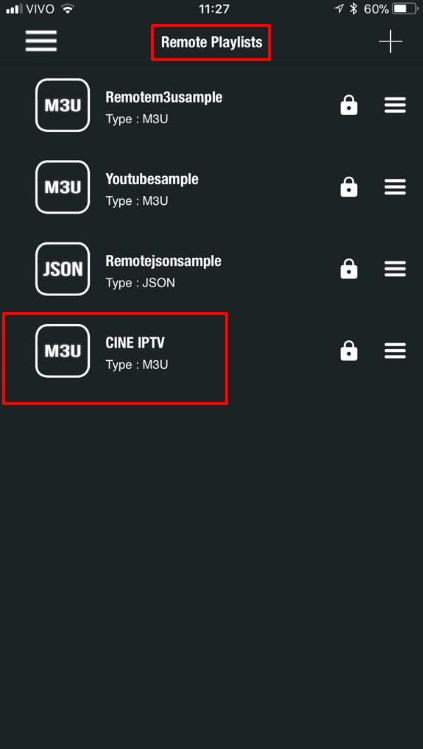 VIVO 11:27 60%
Remote Playlists
M3U Remotem3usample
Type : M3U
M3U Youtubesample
Type : M3U
JSON Remotejsonsample
Type : JSON
M3U CINE IPTV
Type : M3U